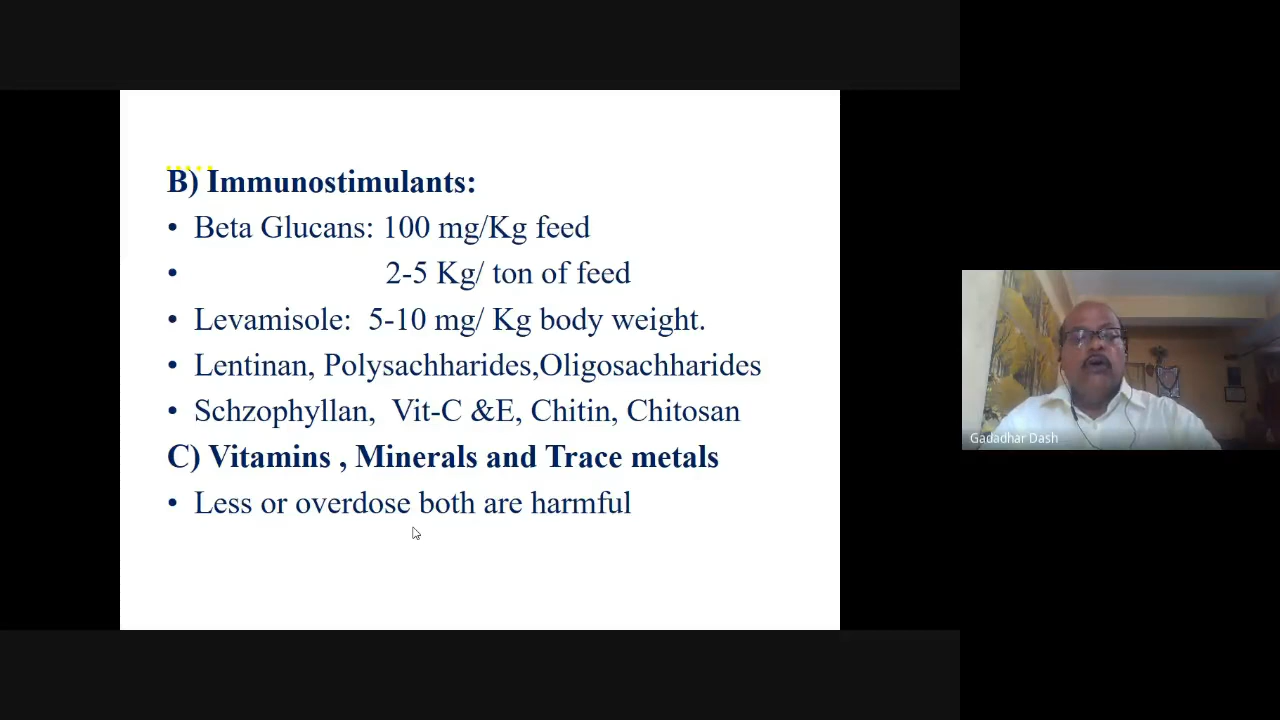 B) Immunostimulants:
• Beta Glucans: 100 mg/Kg feed
• 2-5 Kg/ ton of feed
• Levamisole: 5-10 mg/ Kg body weight.
• Lentinan, Polysachharides,Oligosachharides
• Schzophyllan, Vit-C &E, Chitin, Chitosan
C) Vitamins , Minerals and Trace metals
• Less or overdose both are harmful
Gadadhar Dash